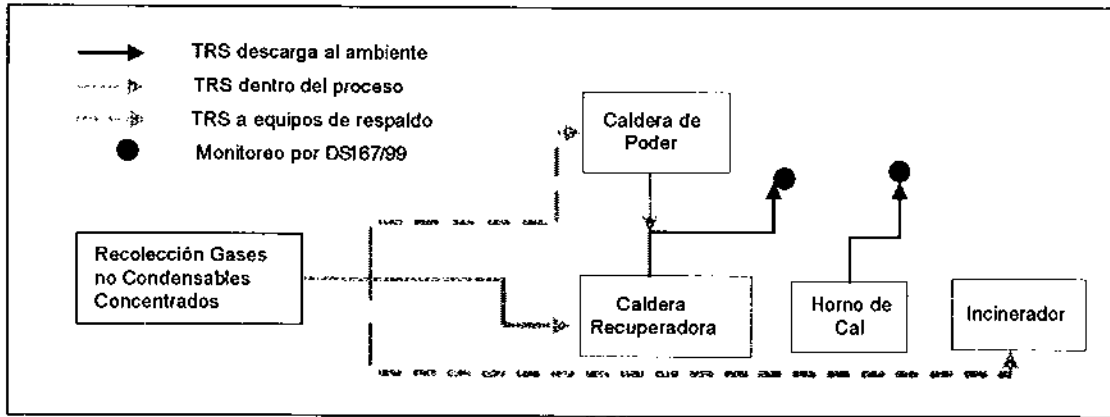 TRS descarga al ambiente
TRS dentro del proceso
TRS a equipos de respaldo
Monitoreo por DS167/99
Caldera de
Poder
Recolección Gases
no Condensables
Concentrados
Caldera
Recuperadora
Horno de
Cal
Incinerador